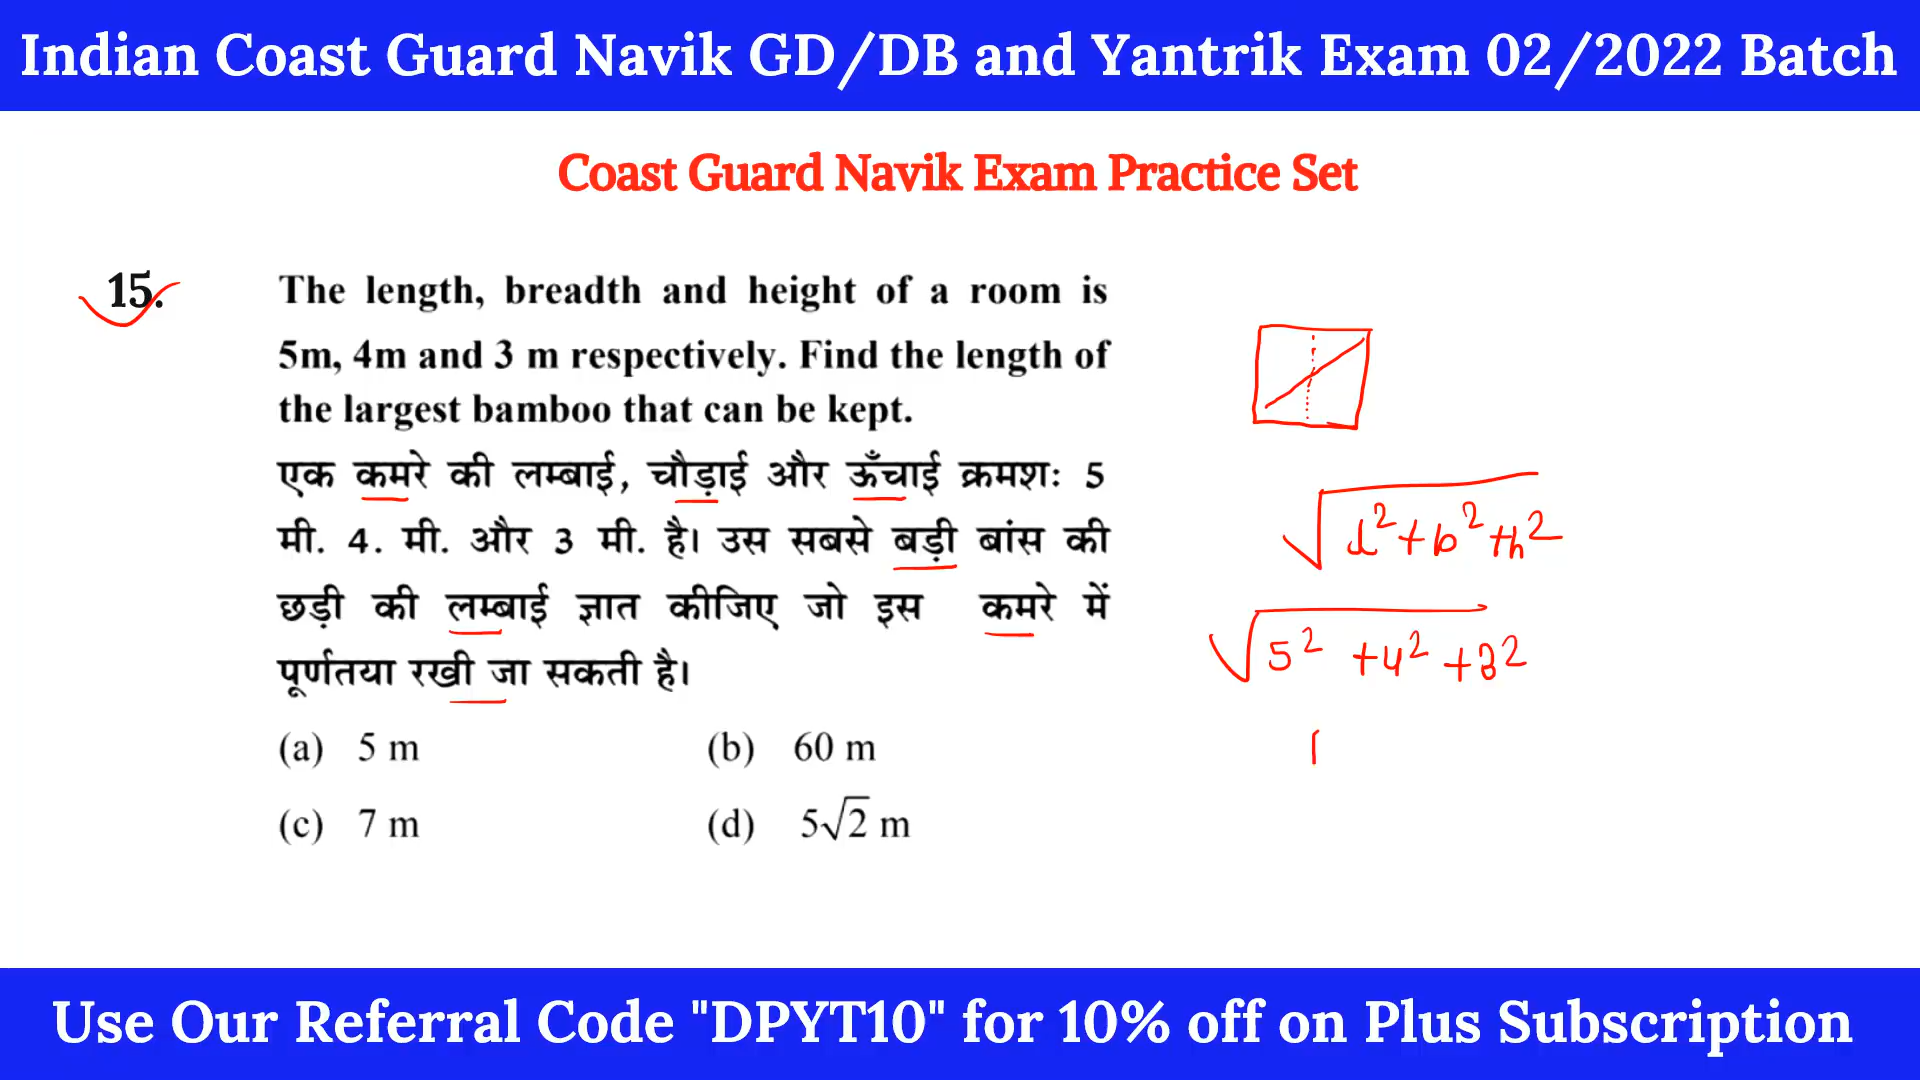 Indian Coast Guard Navik GD/DB and Yantrik Exam 02/2022 Batch
Coast Guard Navik Exam Practice Set
15.
The length, breadth and height of a room is
5m, 4m and 3 m respectively. Find the length of
the largest bamboo that can be kept.
एक कमरे की लम्बाई, चौड़ाई और ऊँचाई क्रमशः 5
मी. 4. मी. और 3 मी. है। उस सबसे बड़ी बांस की
छड़ी की लम्बाई ज्ञात कीजिए जो इस कमरे में
पूर्णतया रखी जा सकती है।
(a) 5 m (b) 60 m
(c) 7 m (d) 5√2 m
√l²+b²+h²
√5²+4²+3²
Use Our Referral Code "DPYT10" for 10% off on Plus Subscription